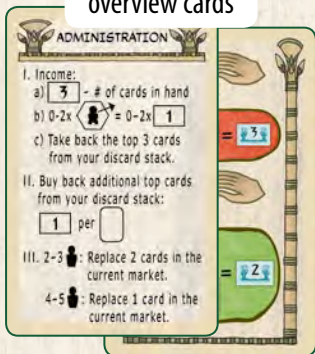 overview cards
ADMINISTRATION
I. Income:
a) 3 - # of cards in hand
b) 0-2x = 0-2x 1
c) Take back the top 3 cards
from your discard stack.
II. Buy back additional top cards
from your discard stack:
1 per
III. 2-3 : Replace 2 cards in the
current market.
4-5 : Replace 1 card in the
current market.
= 3
= 2